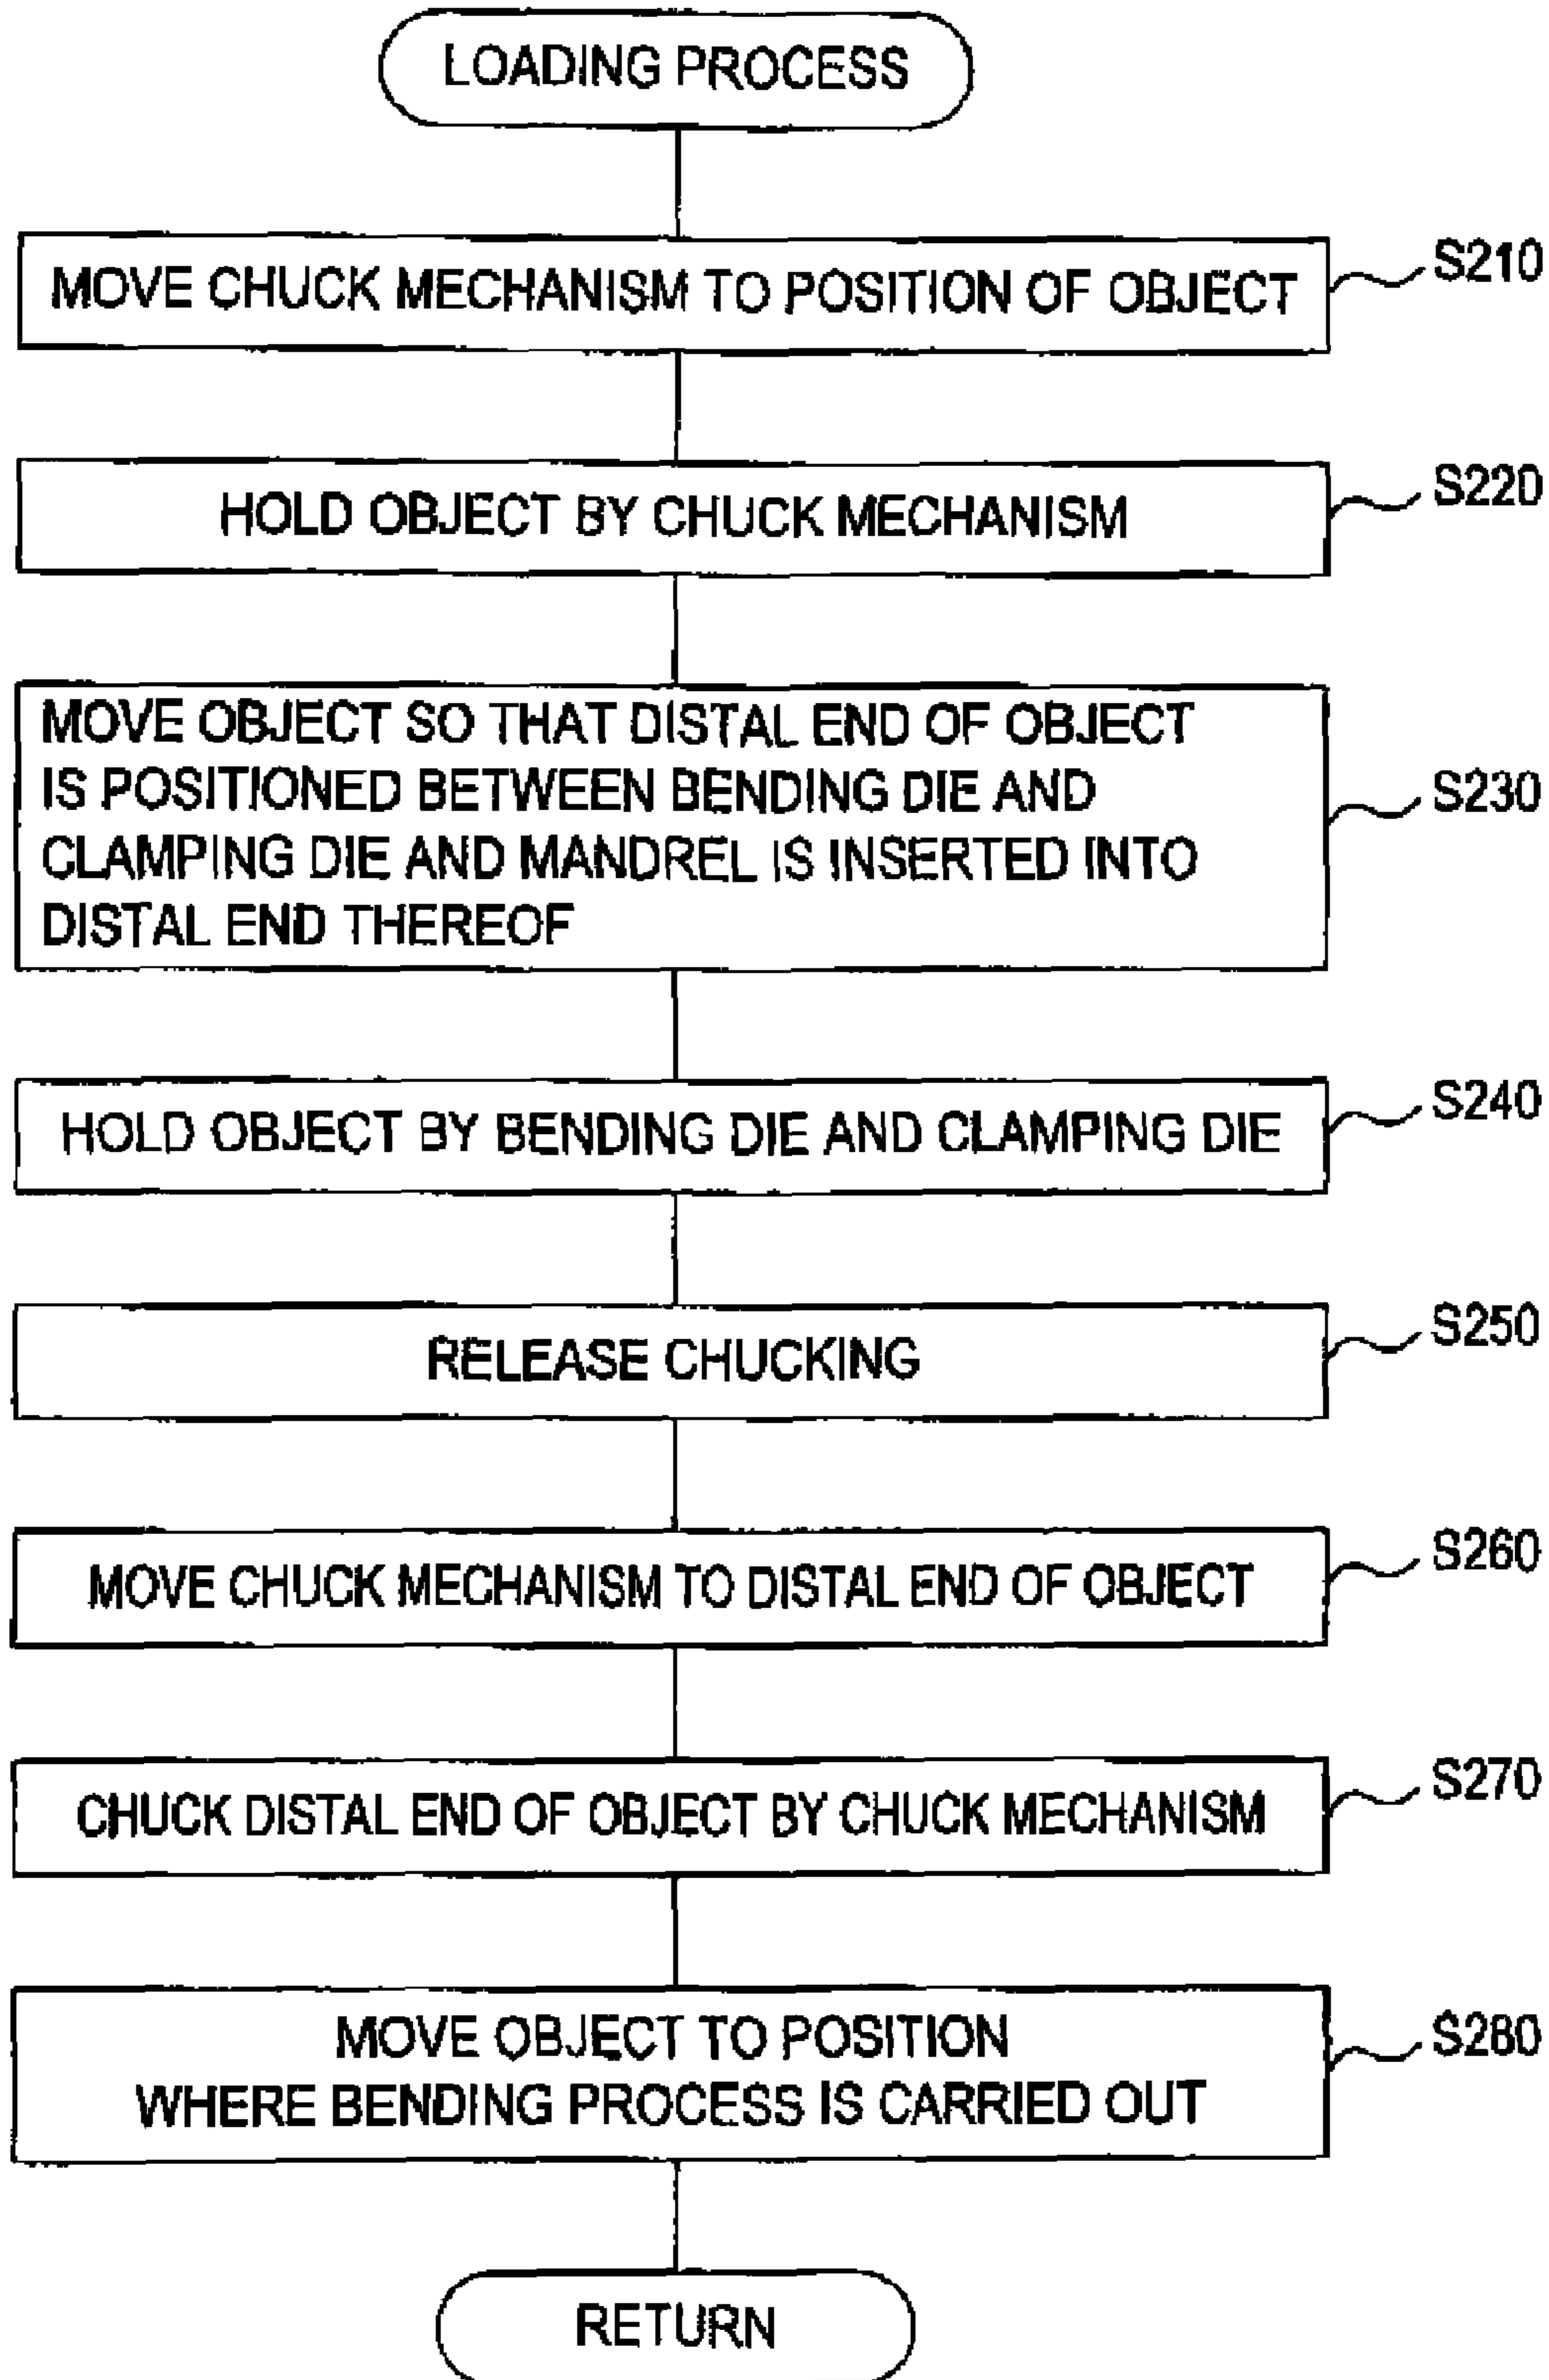 LOADING PROCESS
MOVE CHUCK MECHANISM TO POSITION OF OBJECT
S210
HOLD OBJECT BY CHUCK MECHANISM
S220
MOVE OBJECT SO THAT DISTAL END OF OBJECT
IS POSITIONED BETWEEN BENDING DIE AND
CLAMPING DIE AND MANDREL IS INSERTED INTO
DISTAL END THEREOF
S230
HOLD OBJECT BY BENDING DIE AND CLAMPING DIE
S240
RELEASE CHUCKING
S250
MOVE CHUCK MECHANISM TO DISTAL END OF OBJECT
S260
CHUCK DISTAL END OF OBJECT BY CHUCK MECHANISM
S270
MOVE OBJECT TO POSITION
WHERE BENDING PROCESS IS CARRIED OUT
S280
RETURN